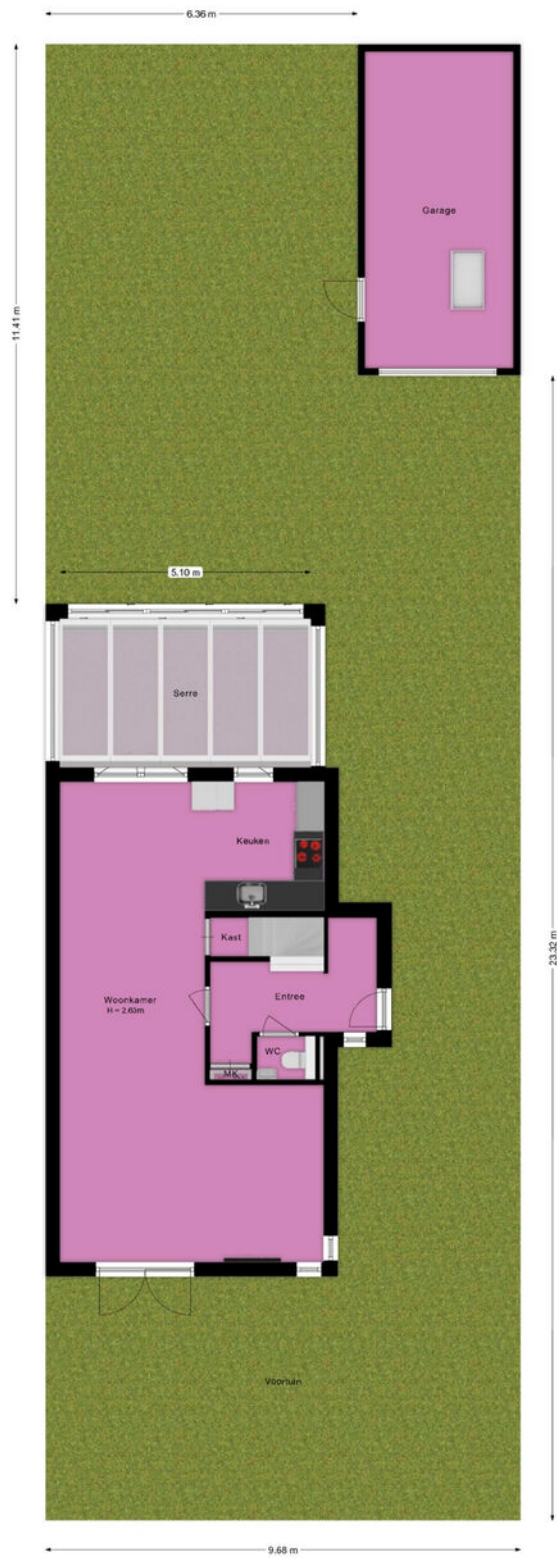 6.36 m
Garage
11.41 m
5.10 m
Serre
Keuken
Kast
23.32 m
Entree
Woonkamer
H = 2.63m
WC
MK
Voortuin
9.68 m